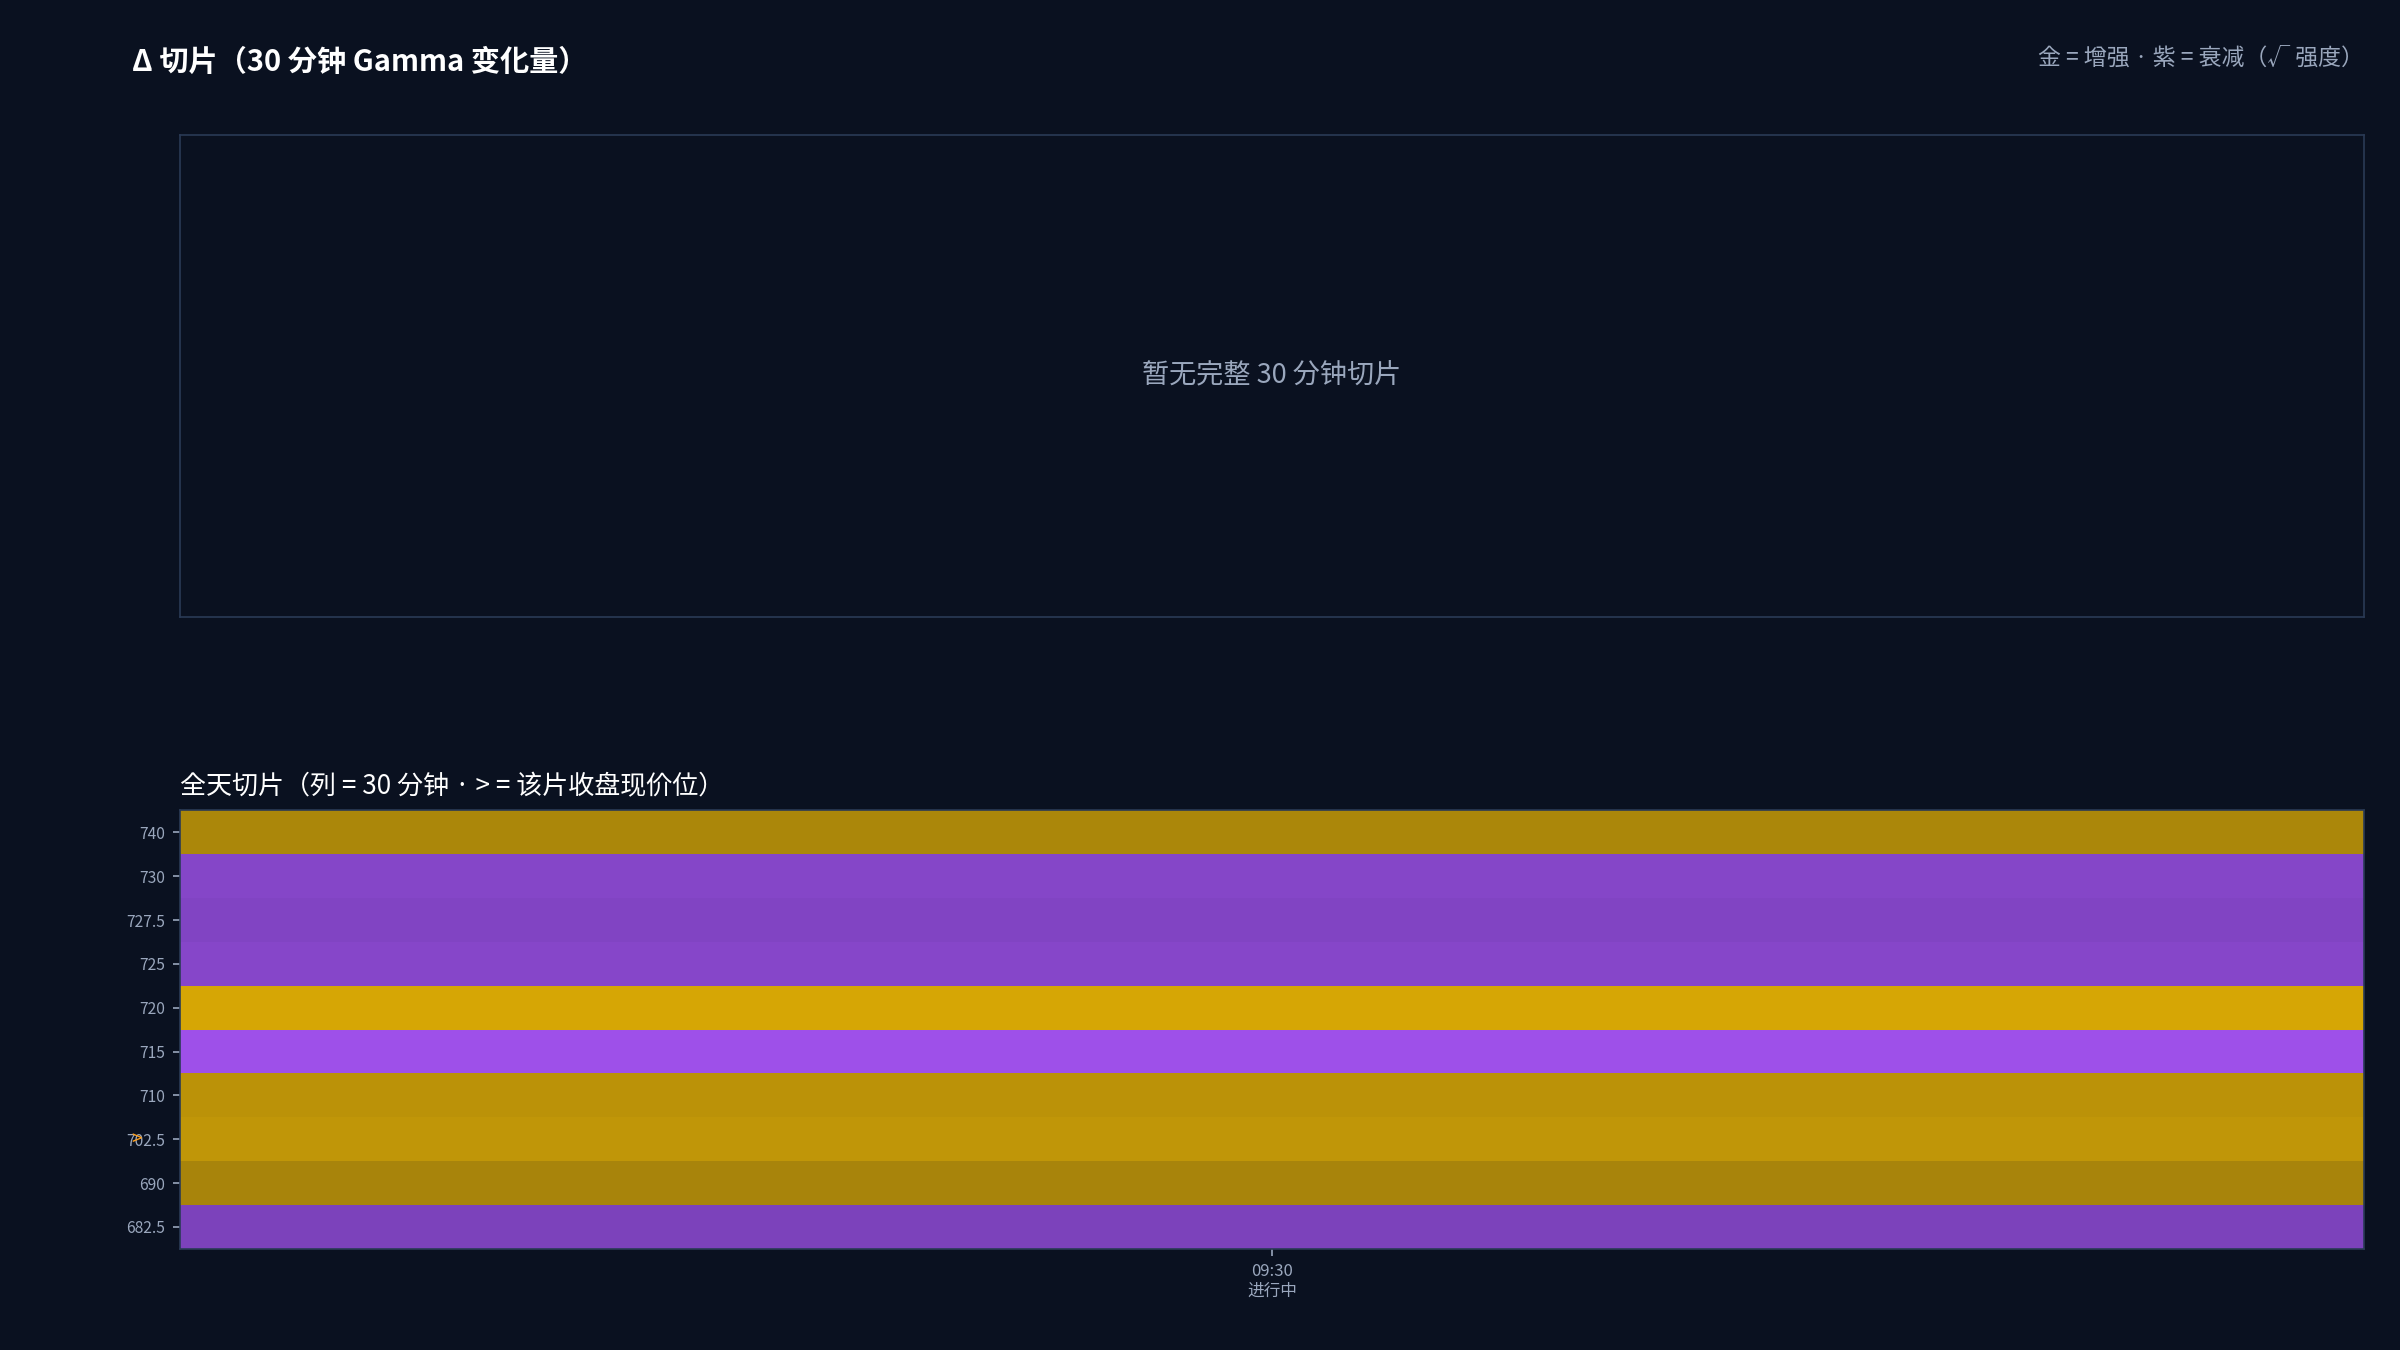 Δ 切片（30 分钟 Gamma 变化量）
金 = 增强 · 紫 = 衰减（√ 强度）
暂无完整 30 分钟切片
全天切片（列 = 30 分钟 · > = 该片收盘现价位）
740
730
727.5
725
720
715
710
702.5
>
690
682.5
09:30
进行中